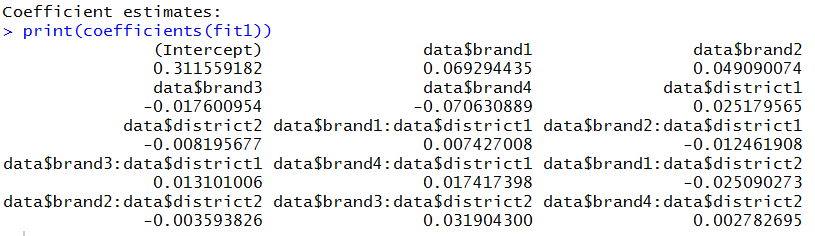 Coefficient estimates:
> print(coefficients(fit1))
(Intercept) data$brand1 data$brand2
0.311559182 0.069294435 0.049090074
data$brand3 data$brand4 data$district1
-0.017600954 -0.070630889 0.025179565
data$district2 data$brand1:data$district1 data$brand2:data$district1
-0.008195677 0.007427008 -0.012461908
data$brand3:data$district1 data$brand4:data$district1 data$brand1:data$district2
0.013101006 0.017417398 -0.025090273
data$brand2:data$district2 data$brand3:data$district2 data$brand4:data$district2
-0.003593826 0.031904300 0.002782695